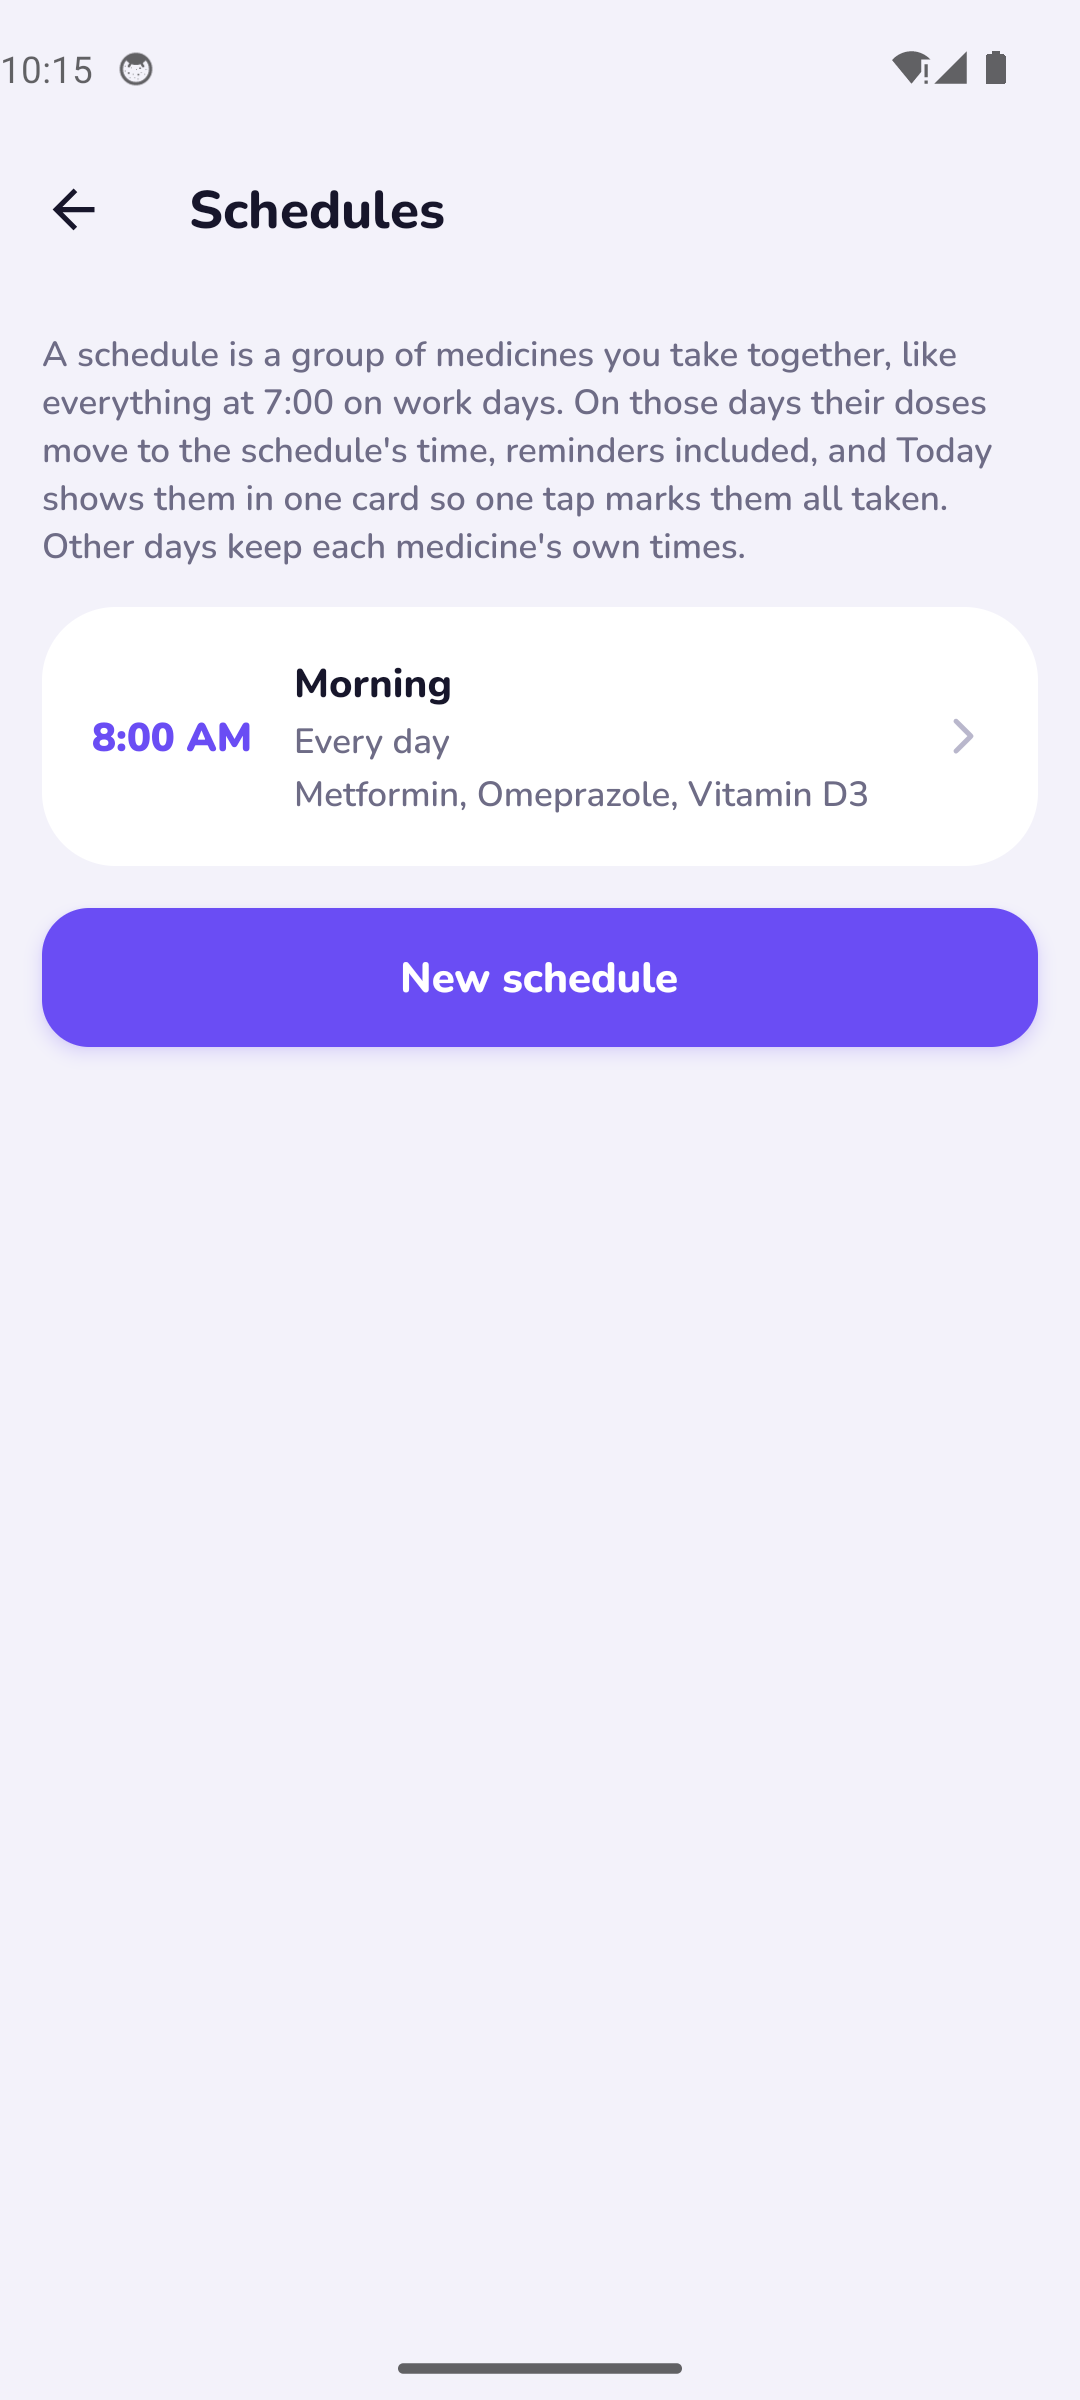 10:15
Schedules
A schedule is a group of medicines you take together, like
everything at 7:00 on work days. On those days their doses
move to the schedule's time, reminders included, and Today
shows them in one card so one tap marks them all taken.
Other days keep each medicine's own times.
Morning
8:00 AM
Every day
Metformin, Omeprazole, Vitamin D3
New schedule